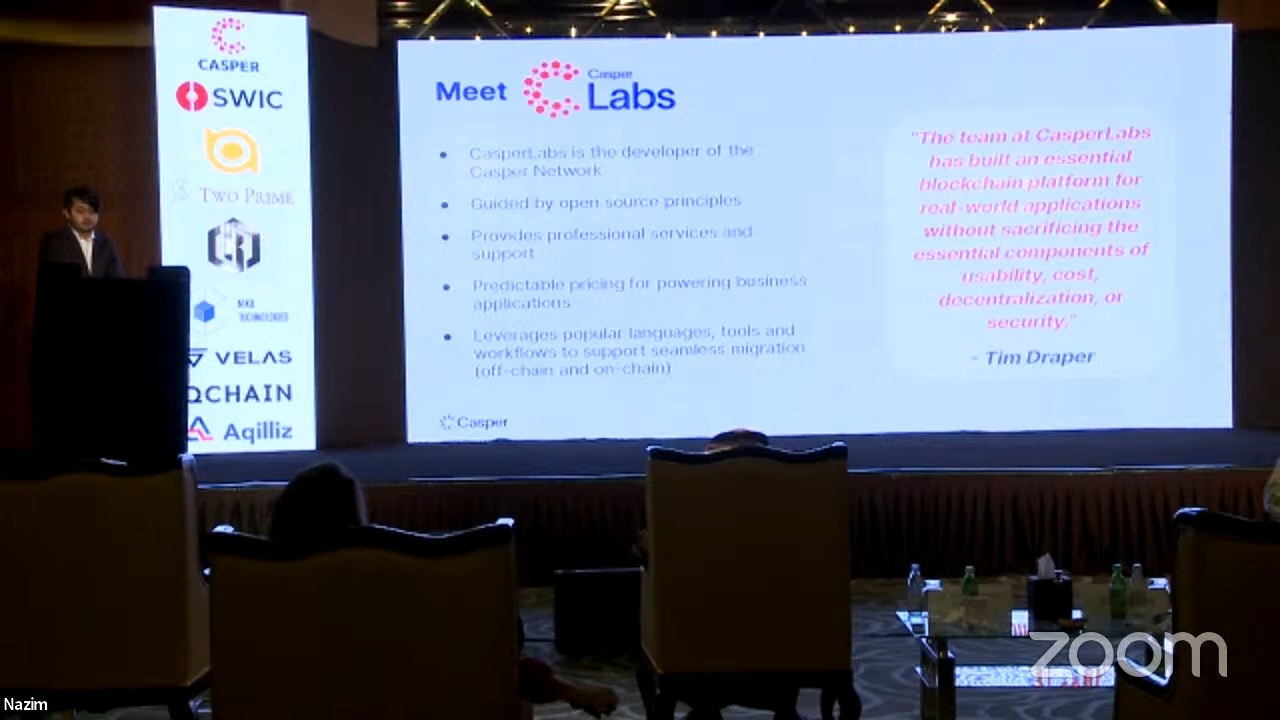 CASPER
SWIC
TWO PRIME
VELAS
QCHAIN
Aqilliz
Meet Casper Labs
CasperLabs is the developer of the
Casper Network
Guided by open source principles
Provides professional services and
support
Predictable pricing for powering business
applications
Leverages popular languages, tools and
workflows to support seamless migration
(off-chain and on-chain)
"The team at CasperLabs
has built an essential
blockchain platform for
real-world applications
without sacrificing the
essential components of
usability, cost,
decentralization, or
security."
- Tim Draper
Casper
zoom
Nazim